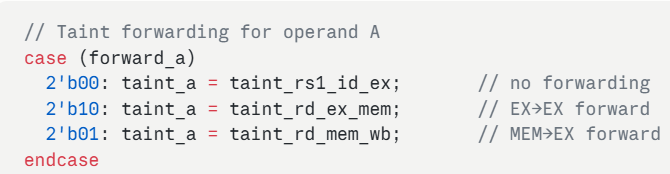 // Taint forwarding for operand A
case (forward_a)
  2'b00: taint_a = taint_rs1_id_ex;       // no forwarding
  2'b10: taint_a = taint_rd_ex_mem;       // EX→EX forward
  2'b01: taint_a = taint_rd_mem_wb;       // MEM→EX forward
endcase